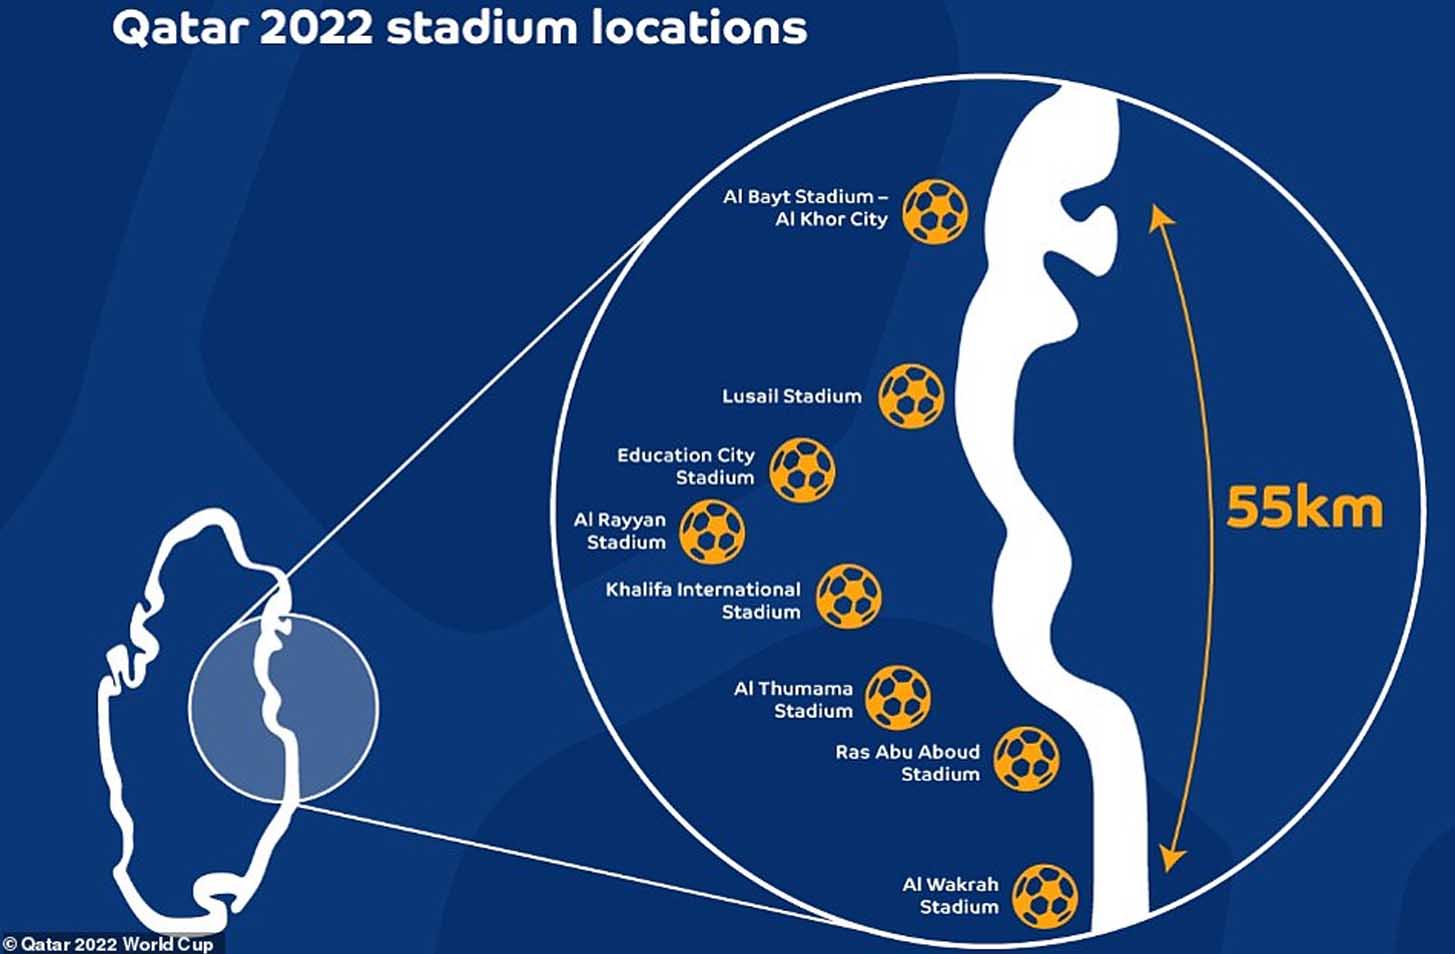 Qatar 2022 stadium locations
Al Bayt Stadium –
Al Khor City
Lusail Stadium
Education City
Stadium
Al Rayyan
Stadium
55km
Khalifa International
Stadium
Al Thumama
Stadium
Ras Abu Aboud
Stadium
Al Wakrah
Stadium
© Qatar 2022 World Cup